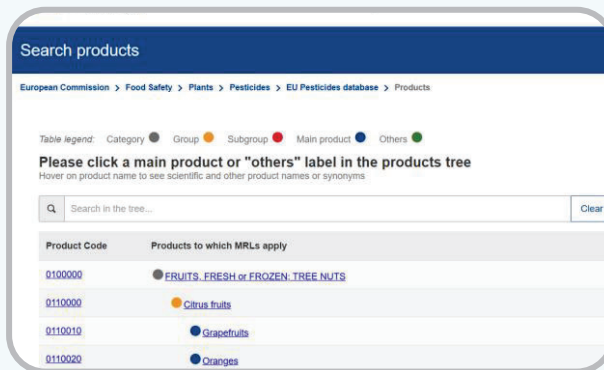 Search products
European Commission > Food Safety > Plants > Pesticides > EU Pesticides database > Products
Table legend: Category Group Subgroup Main product Others
Please click a main product or "others" label in the products tree
Hover on product name to see scientific and other product names or synonyms
Search in the tree... Clear
Product Code Products to which MRLs apply
0100000 FRUITS, FRESH or FROZEN; TREE NUTS
0110000 Citrus fruits
0110010 Grapefruits
0110020 Oranges